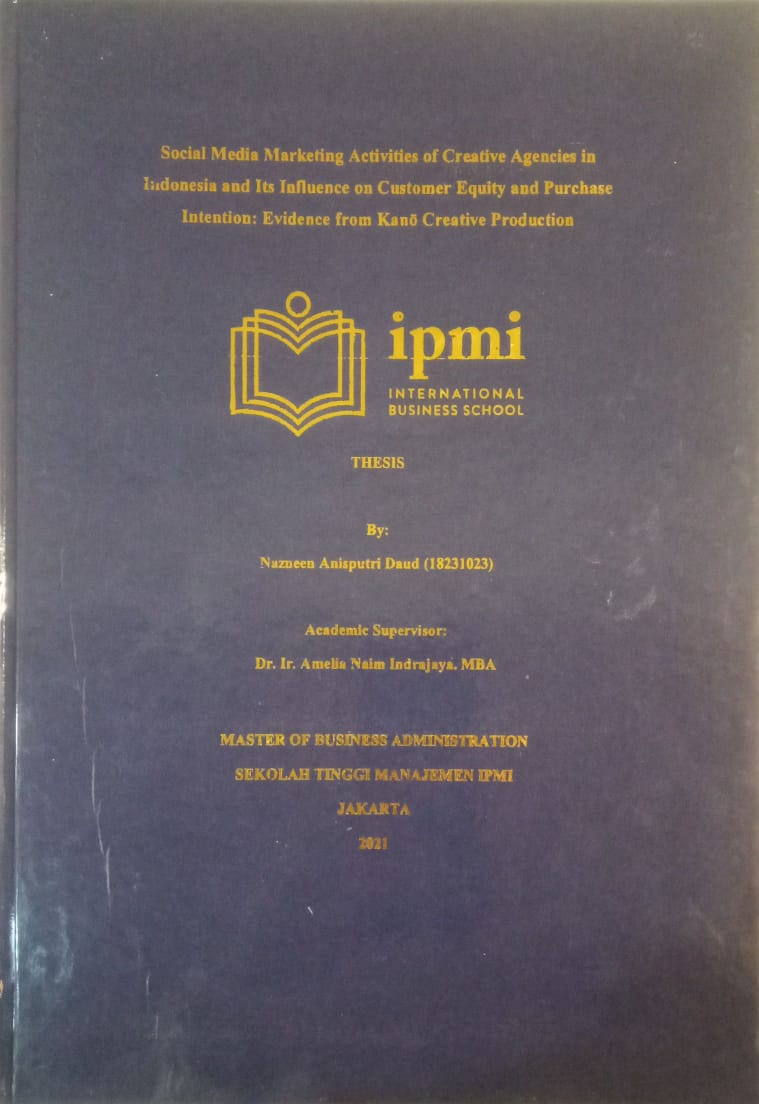 Social Media Marketing Activities of Creative Agencies in
Indonesia and Its Influence on Customer Equity and Purchase
Intention: Evidence from Kanō Creative Production
ipmi
INTERNATIONAL
BUSINESS SCHOOL
THESIS
By:
Nazneen Anisputri Daud (18231023)
Academic Supervisor:
Dr. Ir. Amelia Naim Indrajaya. MBA
MASTER OF BUSINESS ADMINISTRATION
SEKOLAH TINGGI MANAJEMEN IPMI
JAKARTA
2021